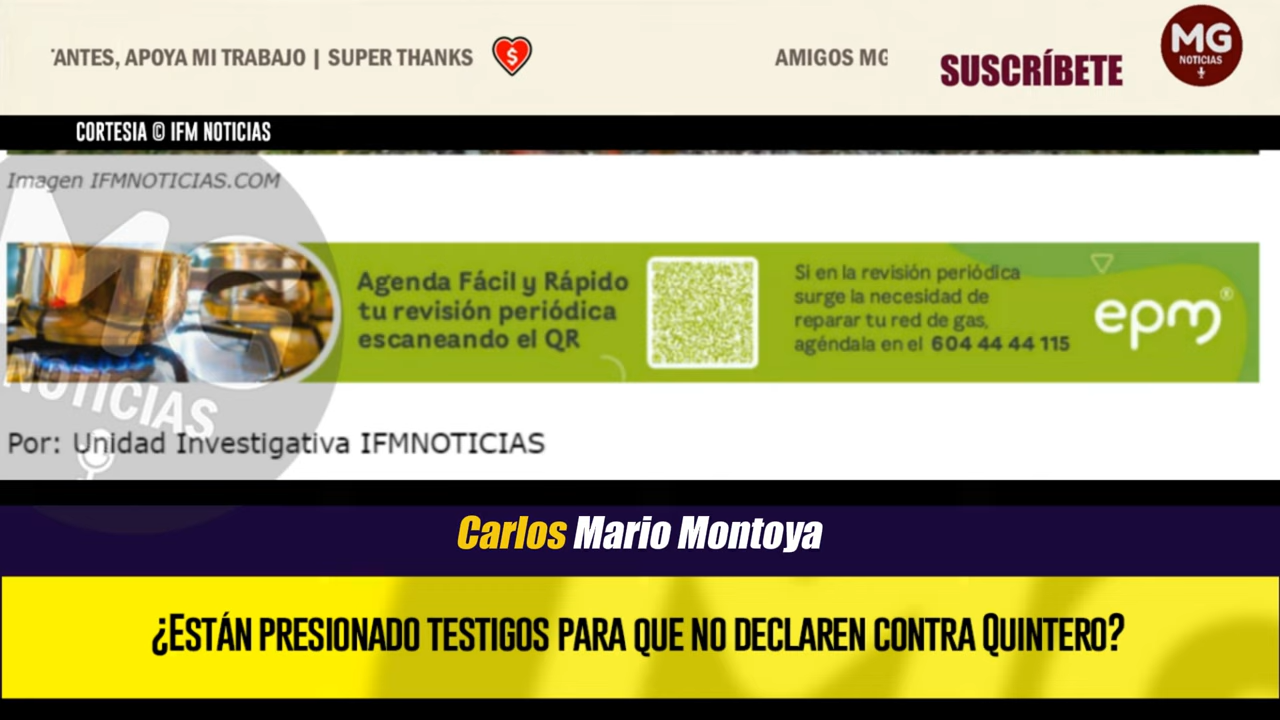 'ANTES, APOYA MI TRABAJO | SUPER THANKS
AMIGOS MG
SUSCRÍBETE
MG
NOTICIAS
CORTESIA © IFM NOTICIAS
Imagen IFMNOTICIAS.COM
MG
NOTICIAS
Agenda Fácil y Rápido
tu revisión periódica
escaneando el QR
Si en la revisión periódica
surge la necesidad de
reparar tu red de gas,
agéndala en el 604 44 44 115
epm®
Por: Unidad Investigativa IFMNOTICIAS
Carlos Mario Montoya
¿ESTÁN PRESIONADO TESTIGOS PARA QUE NO DECLAREN CONTRA QUINTERO?